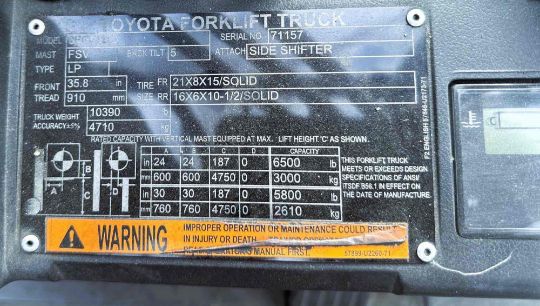 TOYOTA FORKLIFT TRUCK
MODEL SERIAL NO. 71157
MAST FSV BACK TILT 5 ATTACH SIDE SHIFTER
TYPE LP
FRONT 35.8 in TIRE FR 21X8X15/SOLID
TREAD 910 mm SIZE RR 16X6X10-1/2/SOLID
TRUCK WEIGHT 10390 lb
ACCURACY±5% 4710 kg
RATED CAPACITY WITH VERTICAL MAST EQUIPPED AT MAX. LIFT HEIGHT 'C' AS SHOWN.
A B C D
in 24 24 187 0 6500 lb
mm 600 600 4750 0 3000 kg
in 30 30 187 0 5800 lb
mm 760 760 4750 0 2610 kg
THIS FORKLIFT TRUCK
MEETS OR EXCEEDS DESIGN
SPECIFICATIONS OF ANSI/
ITSDF B56.1 IN EFFECT ON
THE DATE OF MANUFACTURE.
WARNING
IMPROPER OPERATION OR MAINTENANCE COULD RESULT
IN INJURY OR DEATH
MANUAL FIRST.
57899-U2260-71
F2 ENGLISH